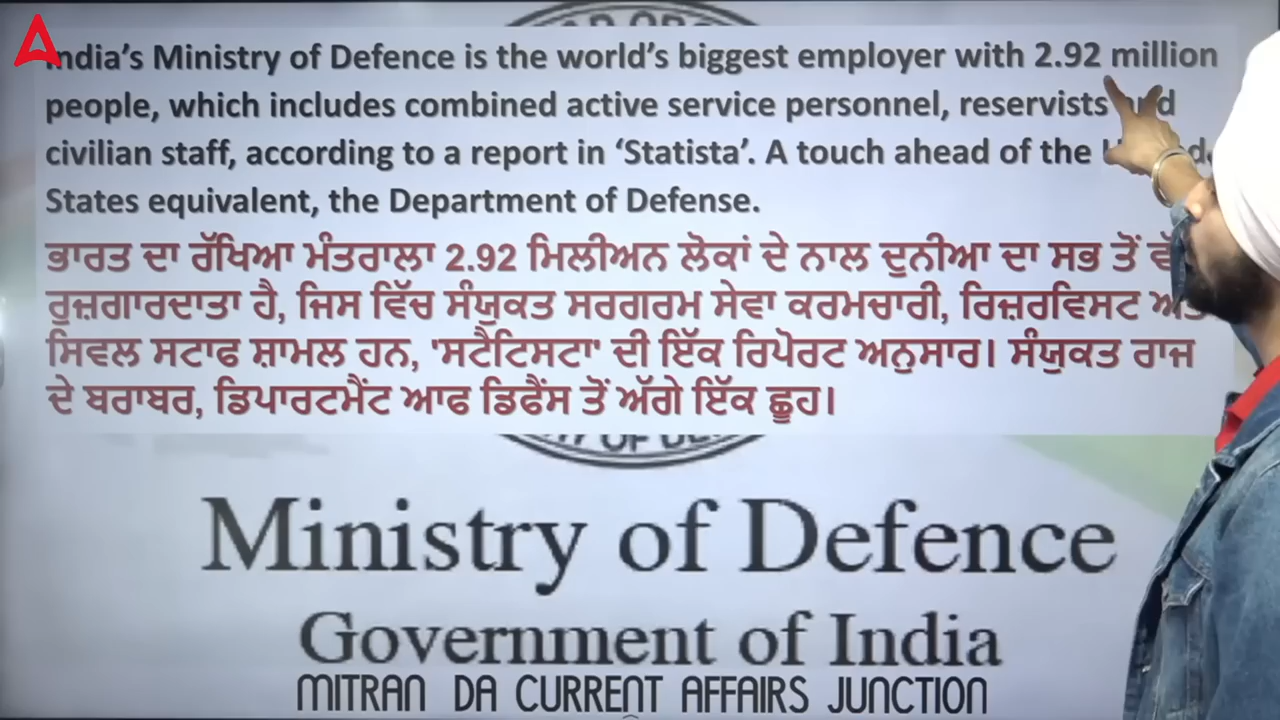 India's Ministry of Defence is the world's biggest employer with 2.92 million
people, which includes combined active service personnel, reservists and
civilian staff, according to a report in 'Statista'. A touch ahead of the
States equivalent, the Department of Defense.
ਭਾਰਤ ਦਾ ਰੱਖਿਆ ਮੰਤਰਾਲਾ 2.92 ਮਿਲੀਅਨ ਲੋਕਾਂ ਦੇ ਨਾਲ ਦੁਨੀਆ ਦਾ ਸਭ ਤੋਂ
ਰੁਜ਼ਗਾਰਦਾਤਾ ਹੈ, ਜਿਸ ਵਿੱਚ ਸੰਯੁਕਤ ਸਰਗਰਮ ਸੇਵਾ ਕਰਮਚਾਰੀ, ਰਿਜ਼ਰਵਿਸਟ ਅਤੇ
ਸਿਵਲ ਸਟਾਫ ਸ਼ਾਮਲ ਹਨ, 'ਸਟੈਟਿਸਟਾ' ਦੀ ਇੱਕ ਰਿਪੋਰਟ ਅਨੁਸਾਰ। ਸੰਯੁਕਤ ਰਾਜ
ਦੇ ਬਰਾਬਰ, ਡਿਪਾਰਟਮੈਂਟ ਆਫ ਡਿਫੈਂਸ ਤੋਂ ਅੱਗੇ ਇੱਕ ਛੂਹ।
Ministry of Defence
Government of India
MITRAN DA CURRENT AFFAIRS JUNCTION